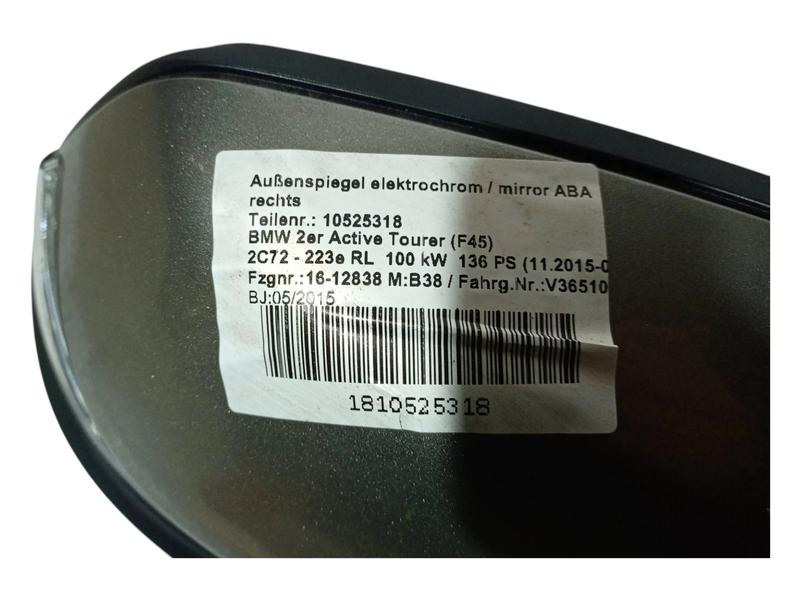 Außenspiegel elektrochrom / mirror ABA
rechts
Teilenr.: 10525318
BMW 2er Active Tourer (F45)
2C72 - 223e RL 100 kW 136 PS (11.2015-0
Fzgnr.:16-12838 M:B38 / Fahrg.Nr.:V36510
BJ:05/2015
1810525318